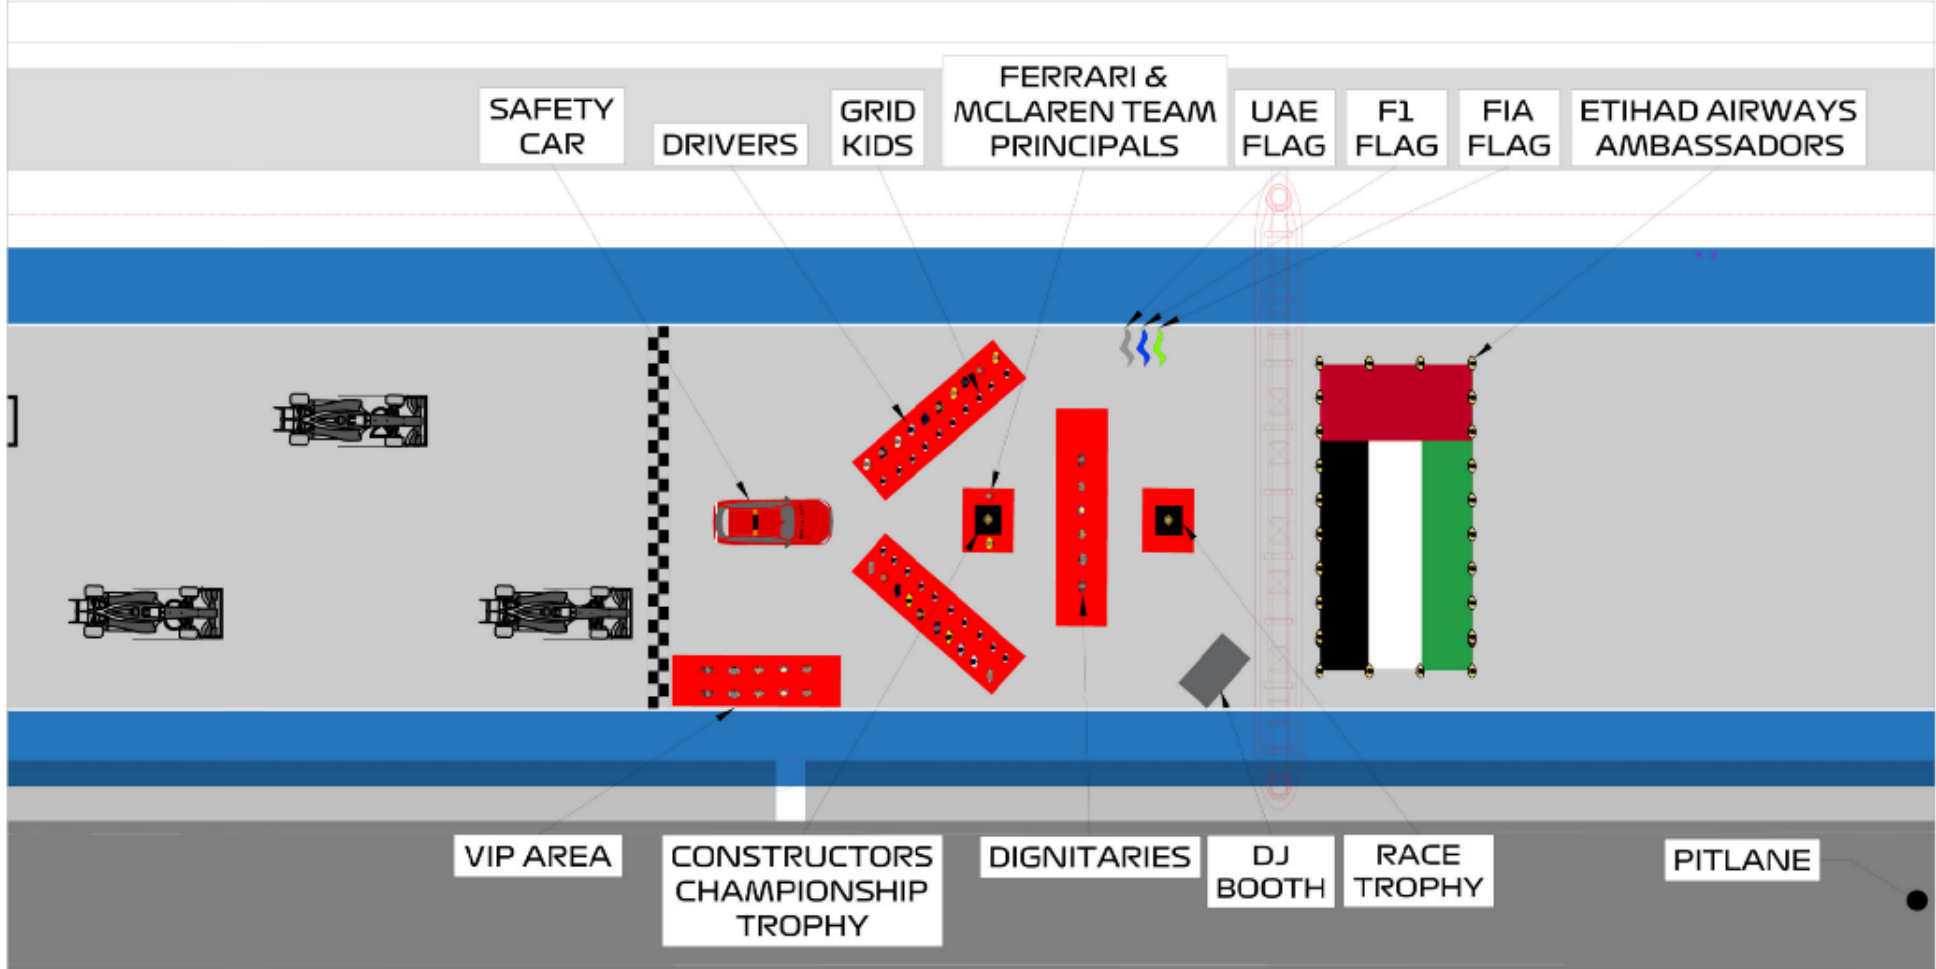 SAFETY
CAR
DRIVERS
GRID
KIDS
FERRARI &
MCLAREN TEAM
PRINCIPALS
UAE
FLAG
F1
FLAG
FIA
FLAG
ETIHAD AIRWAYS
AMBASSADORS
VIP AREA
CONSTRUCTORS
CHAMPIONSHIP
TROPHY
DIGNITARIES
DJ
BOOTH
RACE
TROPHY
PITLANE